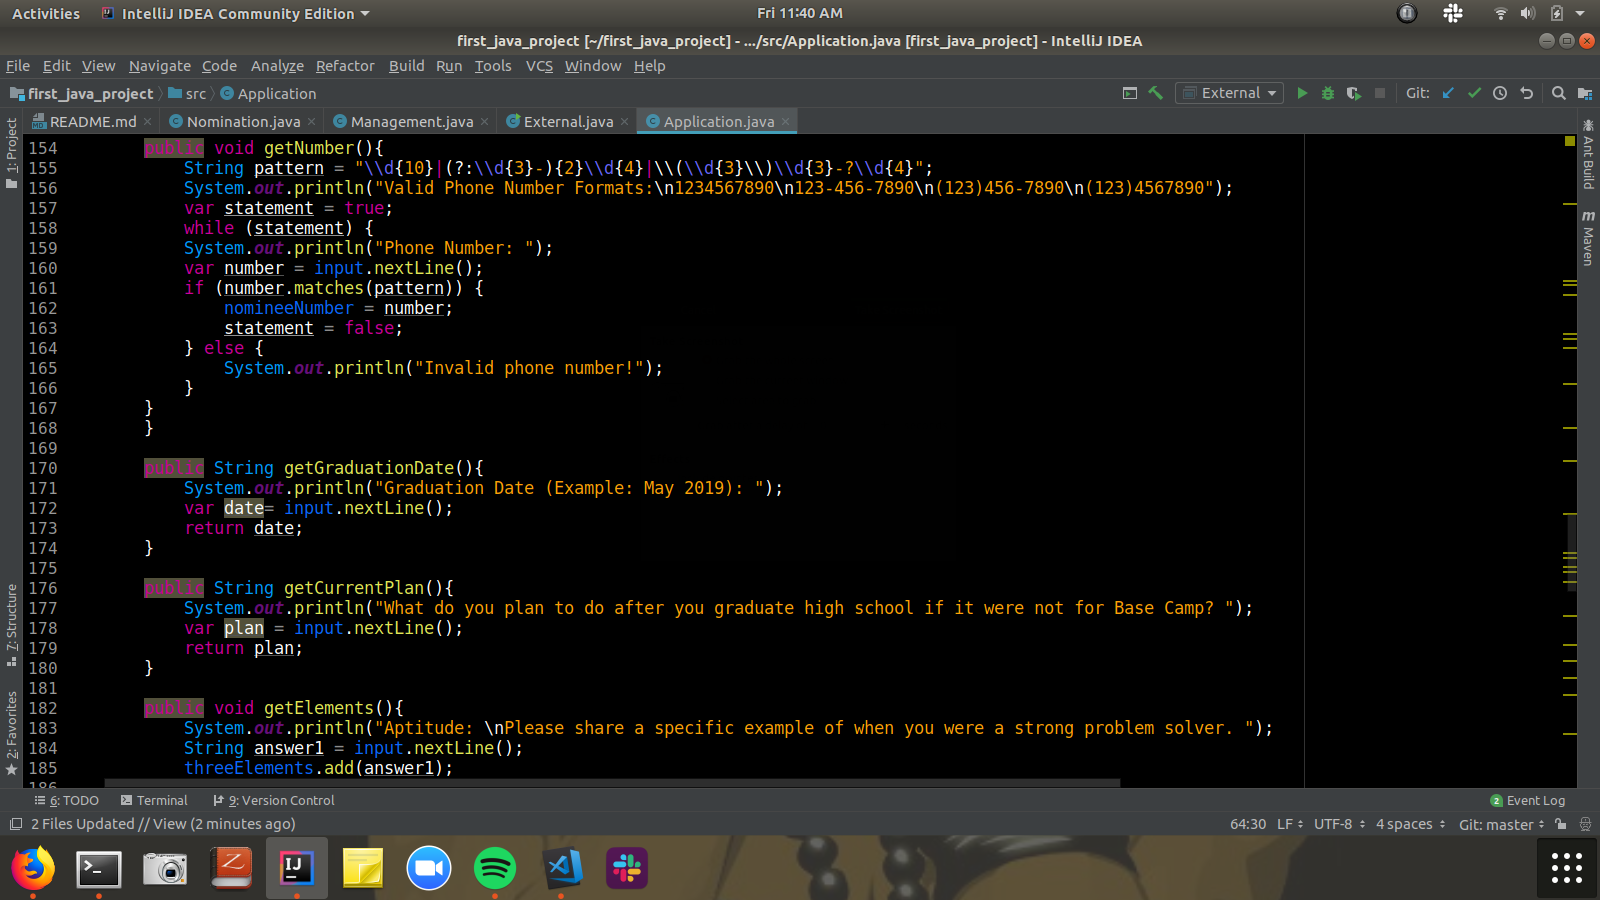 Activities IntelliJ IDEA Community Edition Fri 11:40 AM
first_java_project [~/first_java_project] - .../src/Application.java [first_java_project] - IntelliJ IDEA
File Edit View Navigate Code Analyze Refactor Build Run Tools VCS Window Help
first_java_project src Application External Git:
README.md Nomination.java Management.java External.java Application.java
1: Project
7: Structure
2: Favorites
Ant Build
Maven
154 public void getNumber(){
155 String pattern = "\\d{10}|(?:\\d{3}-){2}\\d{4}|\\(\\d{3}\\)\\d{3}-?\\d{4}";
156 System.out.println("Valid Phone Number Formats:\n1234567890\n123-456-7890\n(123)456-7890\n(123)4567890");
157 var statement = true;
158 while (statement) {
159 System.out.println("Phone Number: ");
160 var number = input.nextLine();
161 if (number.matches(pattern)) {
162 nomineeNumber = number;
163 statement = false;
164 } else {
165 System.out.println("Invalid phone number!");
166 }
167 }
168 }
169
170 public String getGraduationDate(){
171 System.out.println("Graduation Date (Example: May 2019): ");
172 var date= input.nextLine();
173 return date;
174 }
175
176 public String getCurrentPlan(){
177 System.out.println("What do you plan to do after you graduate high school if it were not for Base Camp? ");
178 var plan = input.nextLine();
179 return plan;
180 }
181
182 public void getElements(){
183 System.out.println("Aptitude: \nPlease share a specific example of when you were a strong problem solver. ");
184 String answer1 = input.nextLine();
185 threeElements.add(answer1);
186
6: TODO Terminal 9: Version Control 2 Event Log
2 Files Updated // View (2 minutes ago) 64:30 LF UTF-8 4 spaces Git: master